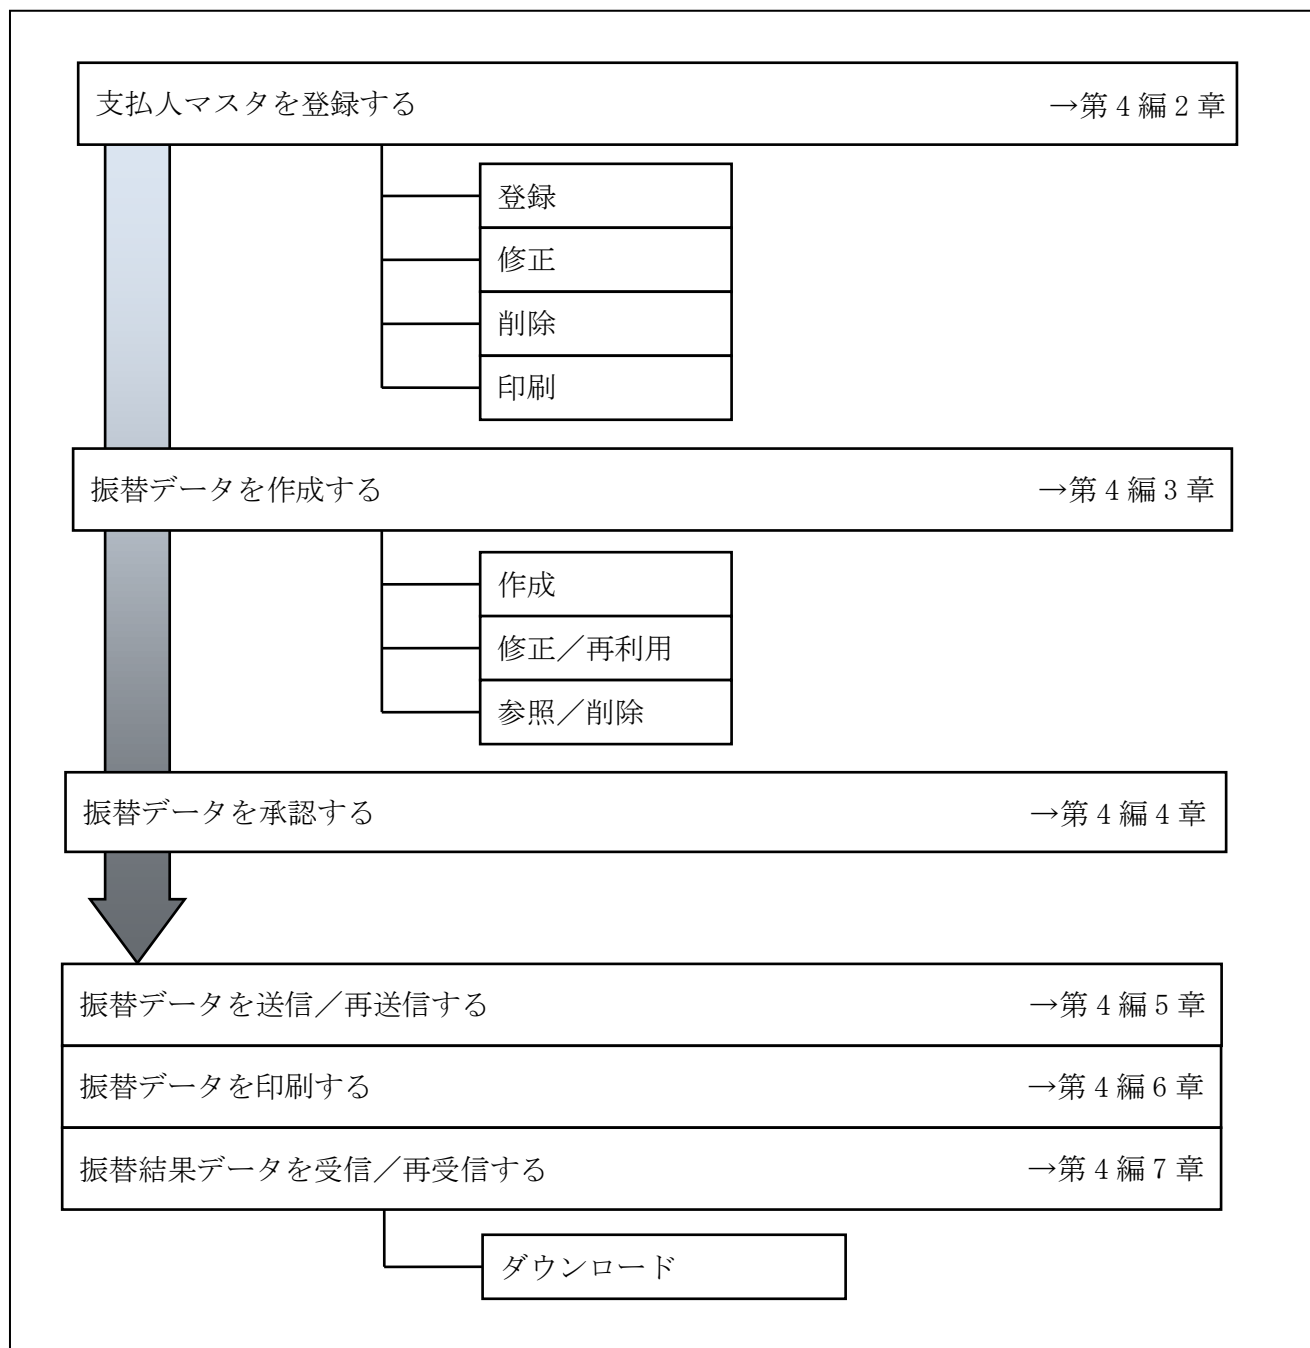 支払人マスタを登録する →第4編2章
登録
修正
削除
印刷
振替データを作成する →第4編3章
作成
修正／再利用
参照／削除
振替データを承認する →第4編4章
振替データを送信／再送信する →第4編5章
振替データを印刷する →第4編6章
振替結果データを受信／再受信する →第4編7章
ダウンロード